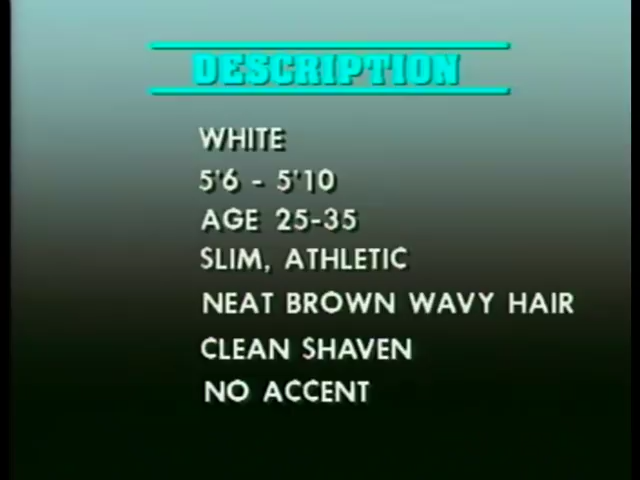 DESCRIPTION
WHITE
5'6 - 5'10
AGE 25-35
SLIM, ATHLETIC
NEAT BROWN WAVY HAIR
CLEAN SHAVEN
NO ACCENT